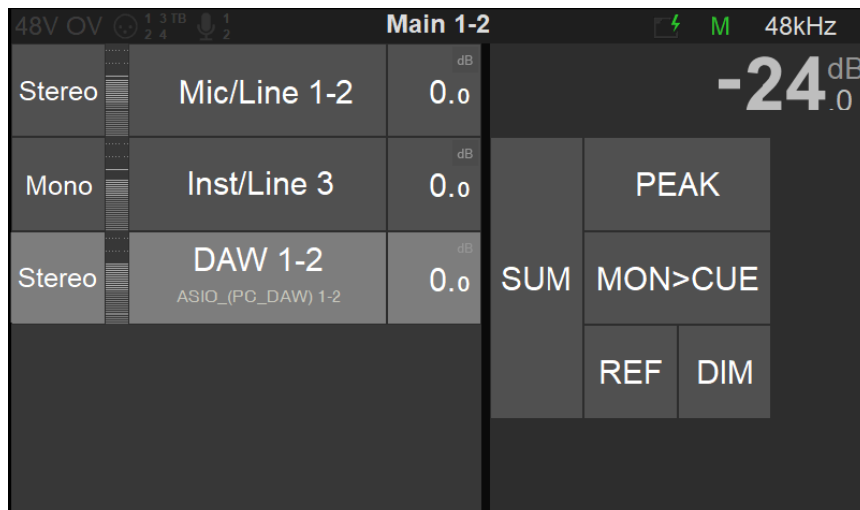 48V OV 1 3 TB 1 Main 1-2 M 48kHz
2 4 2
dB
Stereo Mic/Line 1-2 0.0
-24.0 dB
dB
Mono Inst/Line 3 0.0
PEAK
dB
Stereo DAW 1-2 0.0
ASIO_(PC_DAW) 1-2
SUM MON>CUE
REF DIM